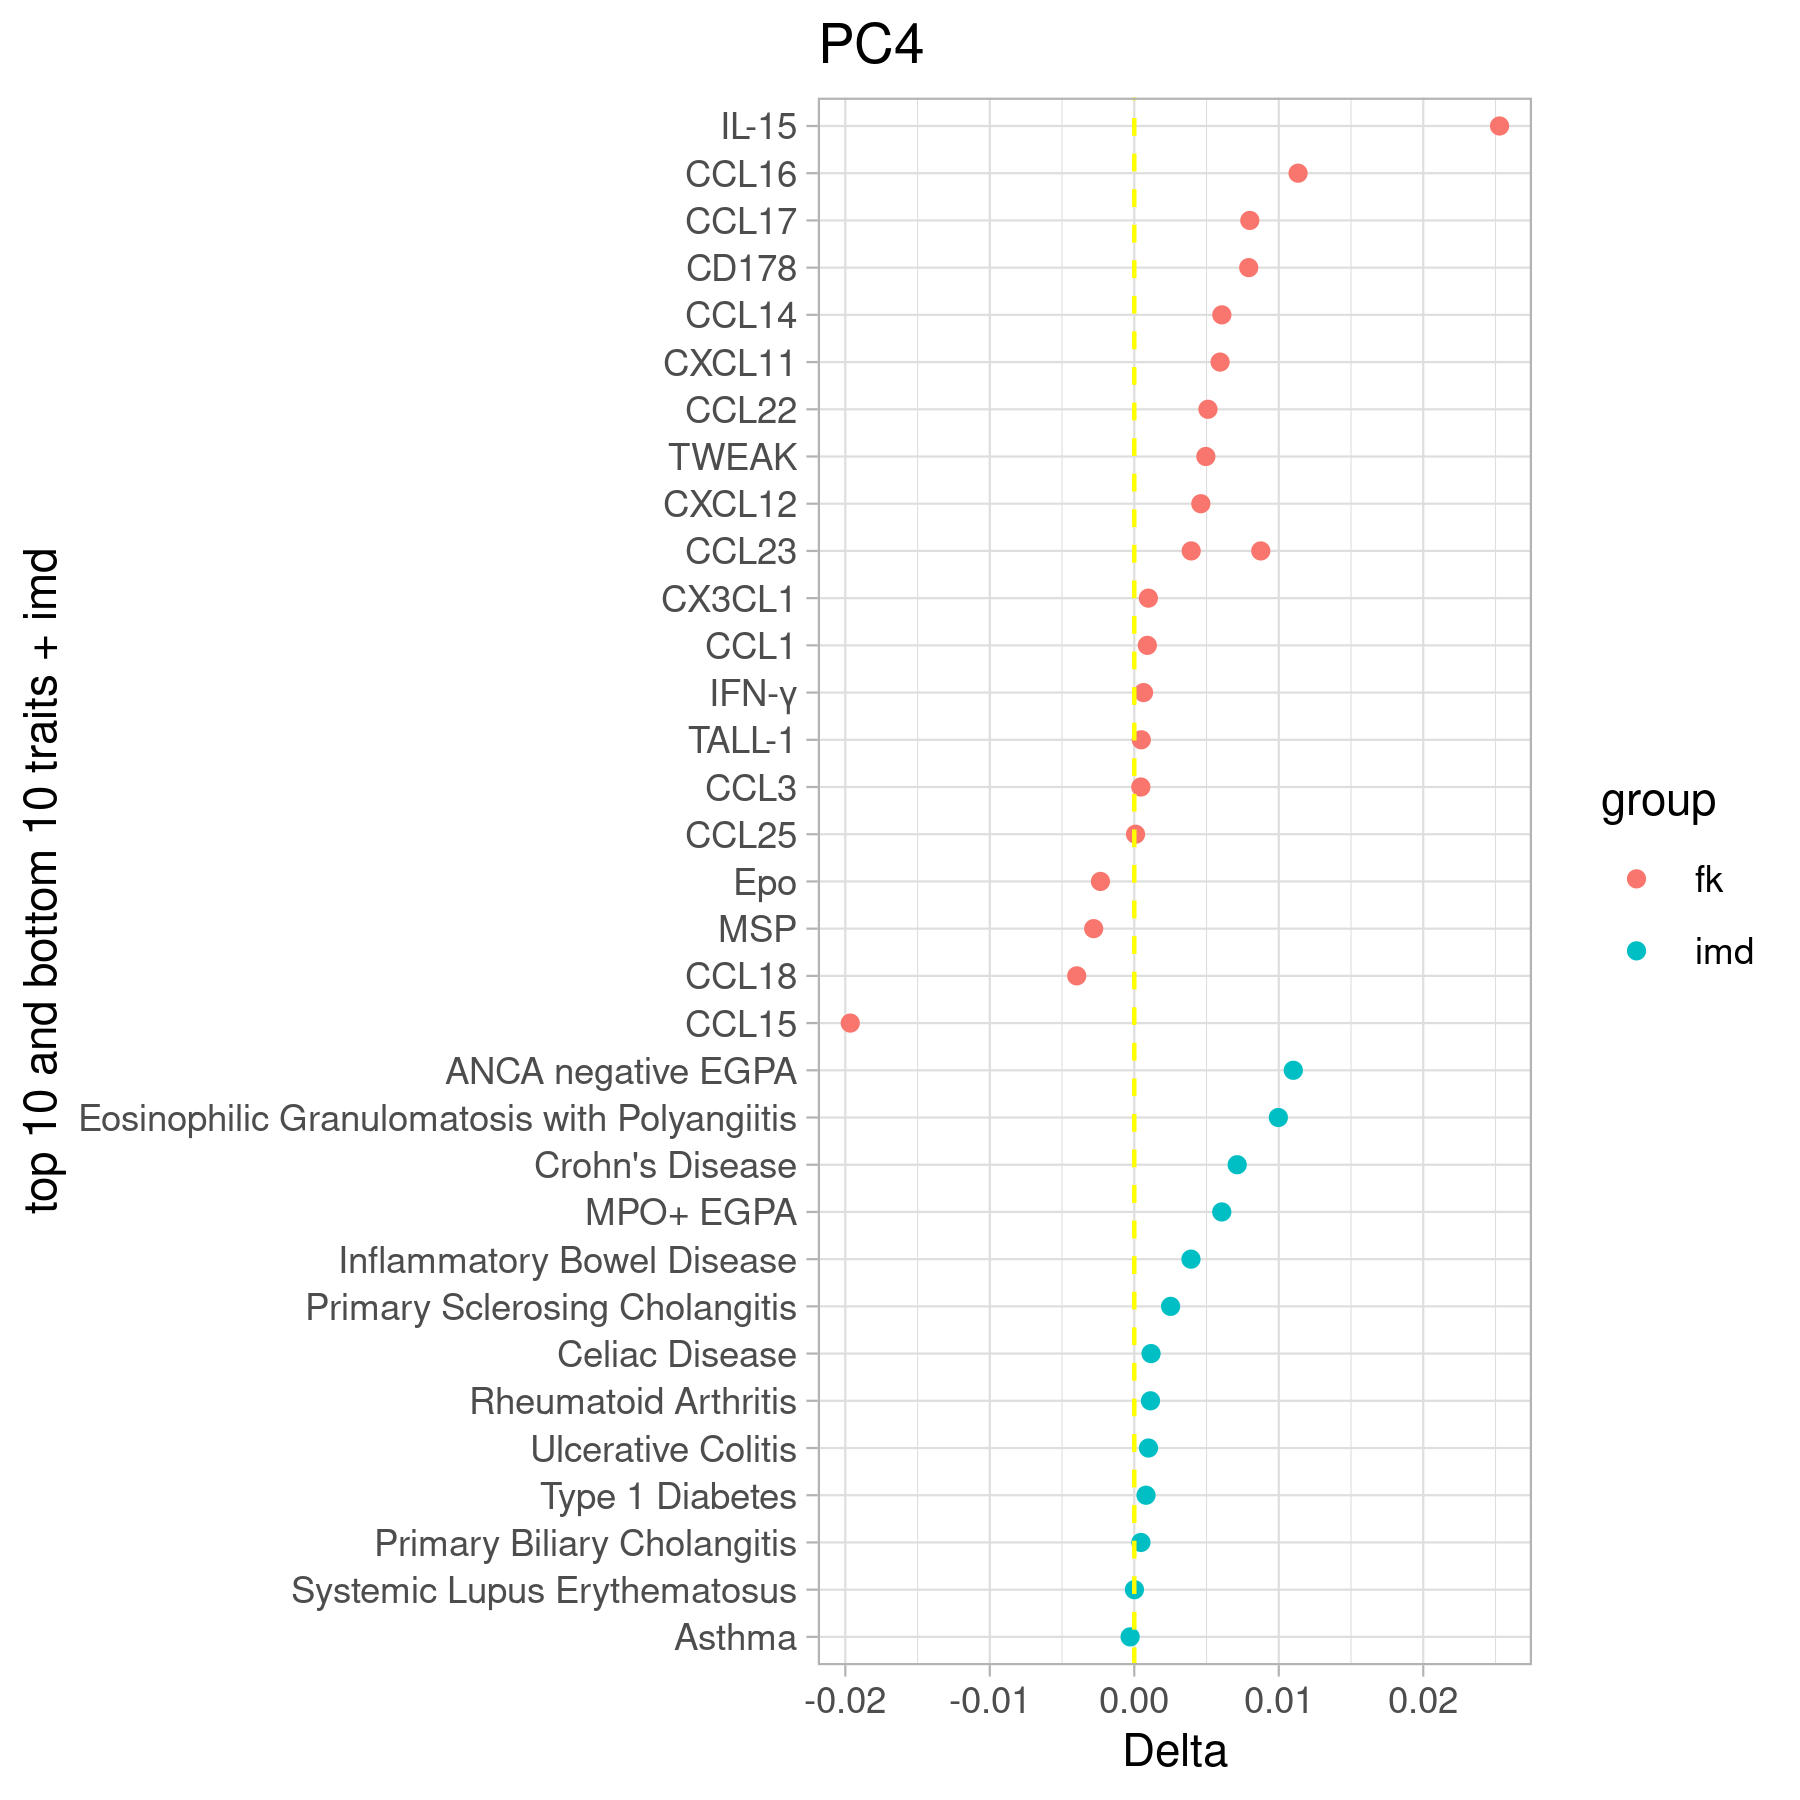 PC4
top 10 and bottom 10 traits + imd
IL-15
CCL16
CCL17
CD178
CCL14
CXCL11
CCL22
TWEAK
CXCL12
CCL23
CX3CL1
CCL1
IFN-γ
TALL-1
CCL3
CCL25
Epo
MSP
CCL18
CCL15
ANCA negative EGPA
Eosinophilic Granulomatosis with Polyangiitis
Crohn's Disease
MPO+ EGPA
Inflammatory Bowel Disease
Primary Sclerosing Cholangitis
Celiac Disease
Rheumatoid Arthritis
Ulcerative Colitis
Type 1 Diabetes
Primary Biliary Cholangitis
Systemic Lupus Erythematosus
Asthma
-0.02 -0.01 0.00 0.01 0.02
Delta
group
fk
imd